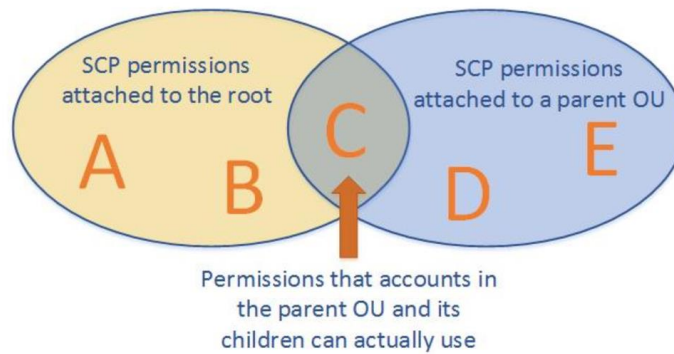 SCP permissions
attached to the root
SCP permissions
attached to a parent OU
A
B
C
D
E
Permissions that accounts in
the parent OU and its
children can actually use